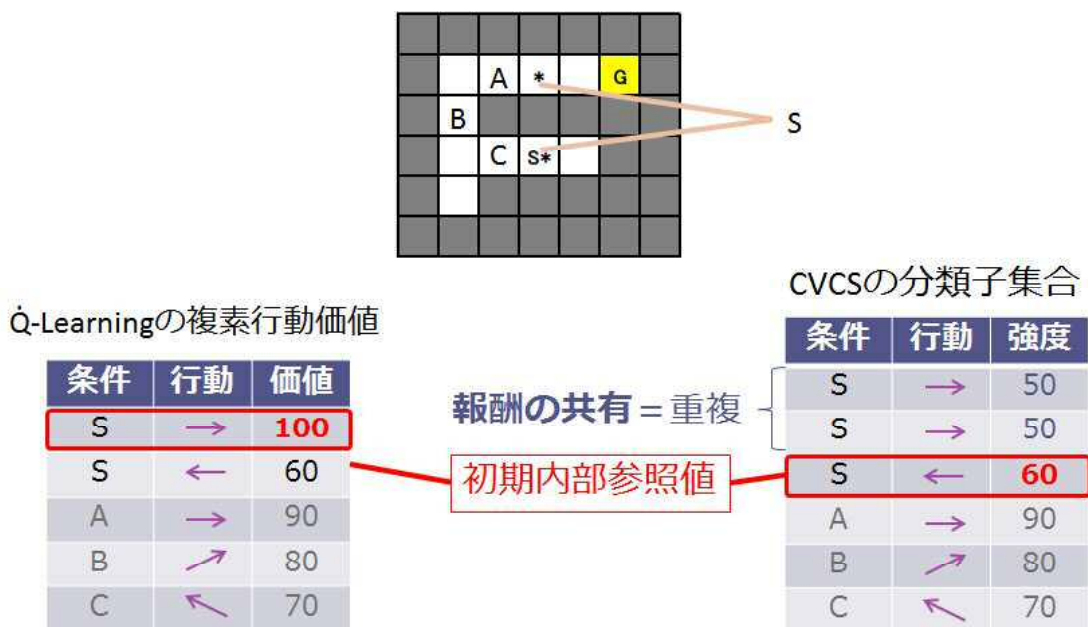 A * G
B
S
C S*
CVCSの分類子集合
Q̇-Learningの複素行動価値
条件 行動 価値
S → 100
S ← 60
A → 90
B ↗ 80
C ↖ 70
報酬の共有＝重複
初期内部参照値
条件 行動 強度
S → 50
S → 50
S ← 60
A → 90
B ↗ 80
C ↖ 70